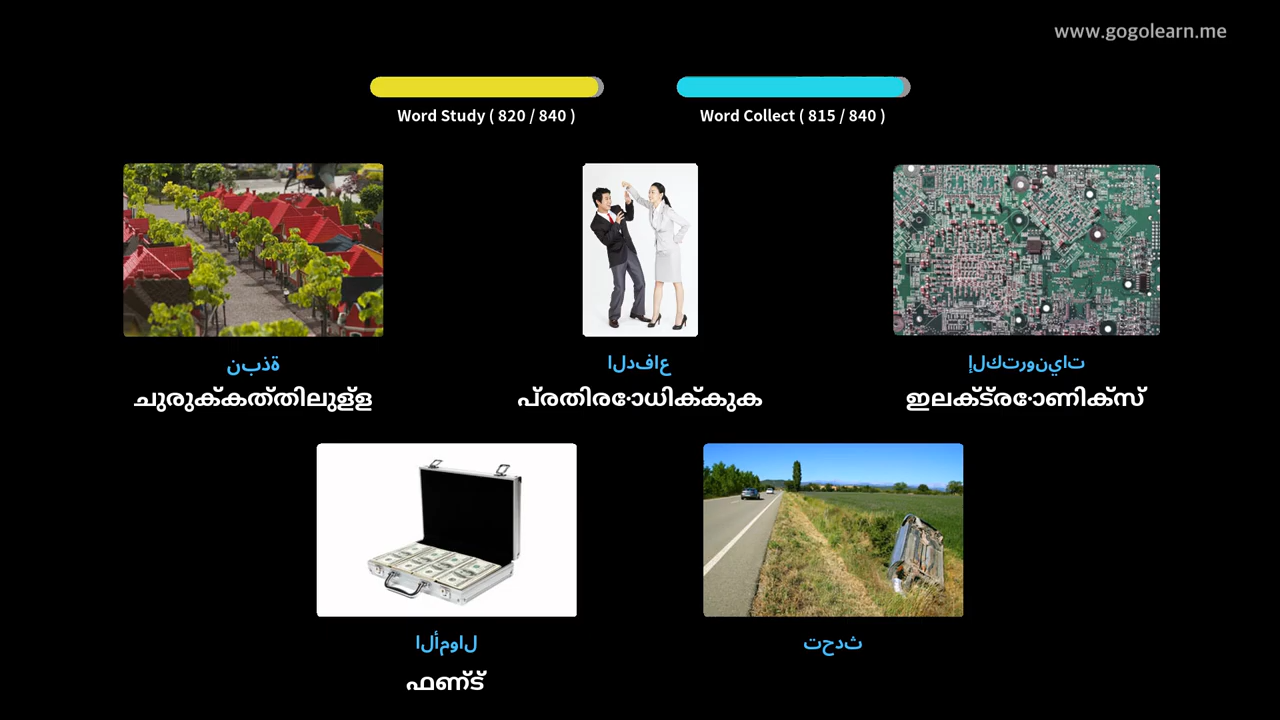 www.gogolearn.me
Word Study ( 820 / 840 )
Word Collect ( 815 / 840 )
نبذة
ചുരുക്കത്തിലുള്ള
الدفاع
പ്രതിരോധിക്കുക
إلكترونيات
ഇലക്ട്രോണിക്സ്
الأموال
ഫണ്ട്
تحدث